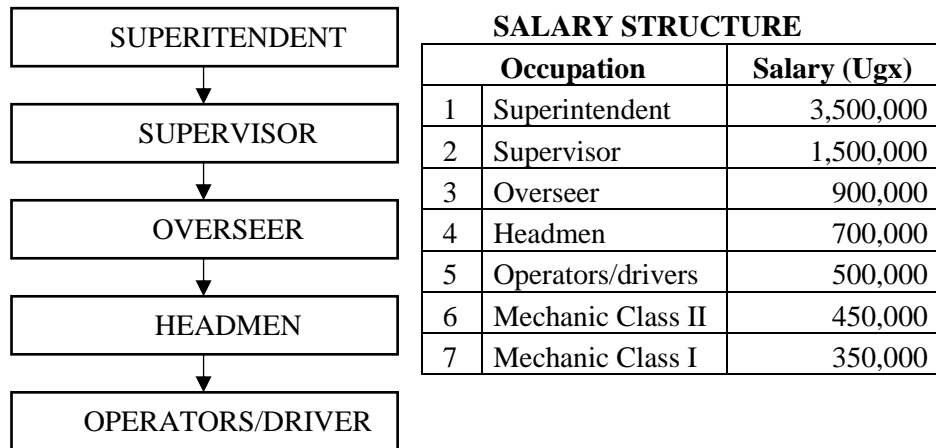 SUPERITENDENT
SUPERVISOR
OVERSEER
HEADMEN
OPERATORS/DRIVER
SALARY STRUCTURE
Occupation Salary (Ugx)
1 Superintendent 3,500,000
2 Supervisor 1,500,000
3 Overseer 900,000
4 Headmen 700,000
5 Operators/drivers 500,000
6 Mechanic Class II 450,000
7 Mechanic Class I 350,000